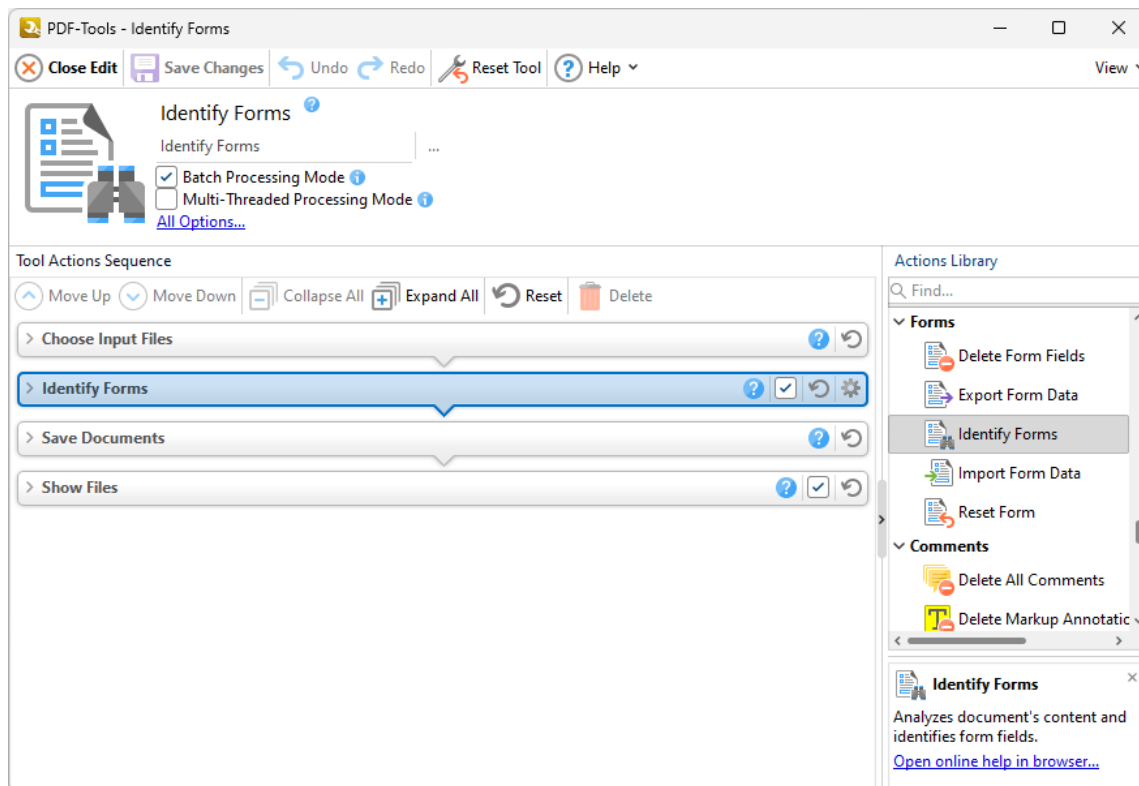 PDF-Tools - Identify Forms
Close Edit Save Changes Undo Redo Reset Tool ? Help View
Identify Forms ?
Identify Forms ...
Batch Processing Mode i
Multi-Threaded Processing Mode i
All Options...
Tool Actions Sequence
Move Up Move Down Collapse All Expand All Reset Delete
Choose Input Files ?
Identify Forms ?
Save Documents ?
Show Files ?
Actions Library
Find...
Forms
Delete Form Fields
Export Form Data
Identify Forms
Import Form Data
Reset Form
Comments
Delete All Comments
T Delete Markup Annotatic
Identify Forms
Analyzes document's content and
identifies form fields.
Open online help in browser...